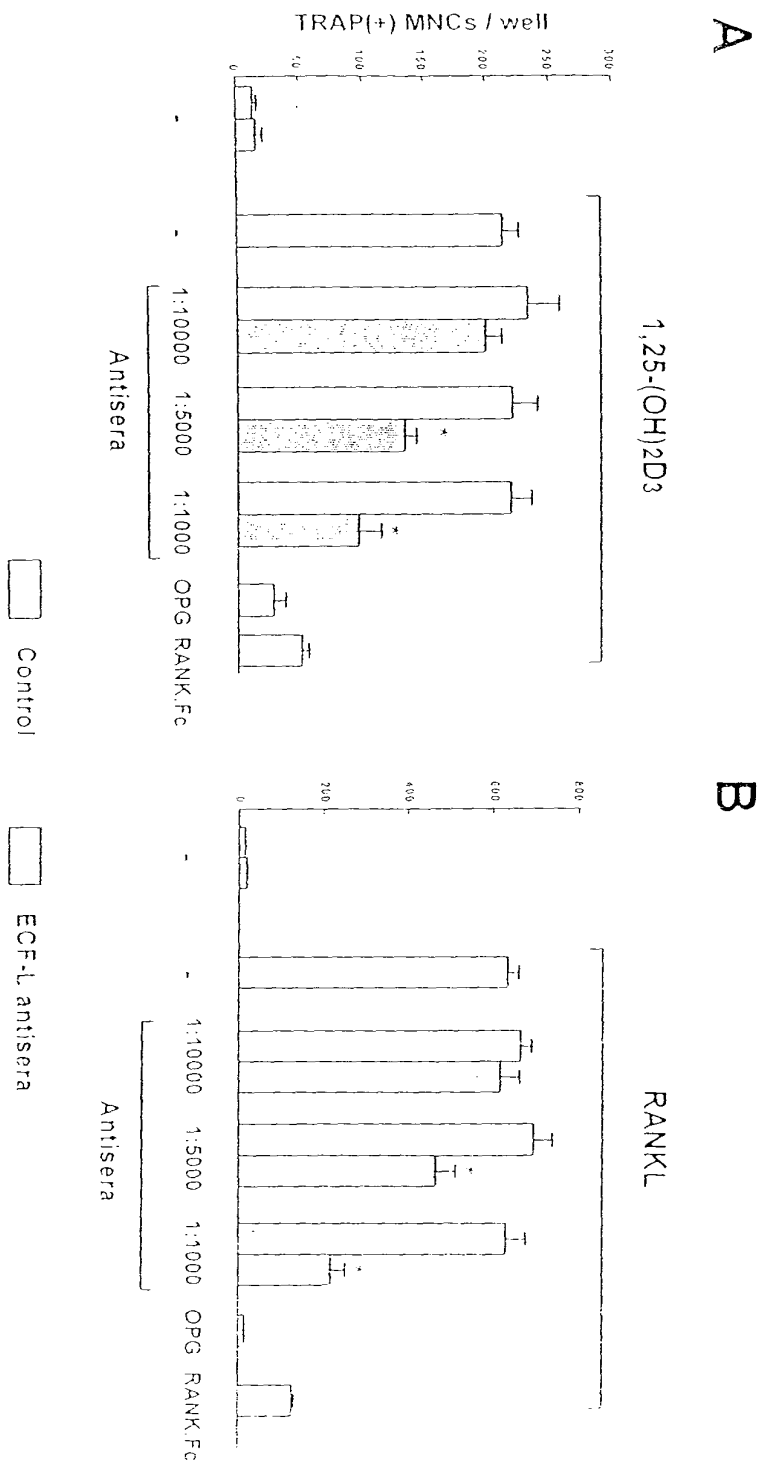 A
1,25-(OH)2D3
TRAP(+) MNCs / well
300
250
200
150
100
50
0
- - 1:10000 1:5000 1:1000 OPG RANK.Fc
Antisera
B
RANKL
800
600
400
200
0
- - 1:10000 1:5000 1:1000 OPG RANK.Fc
Antisera
Control ECF-L antisera